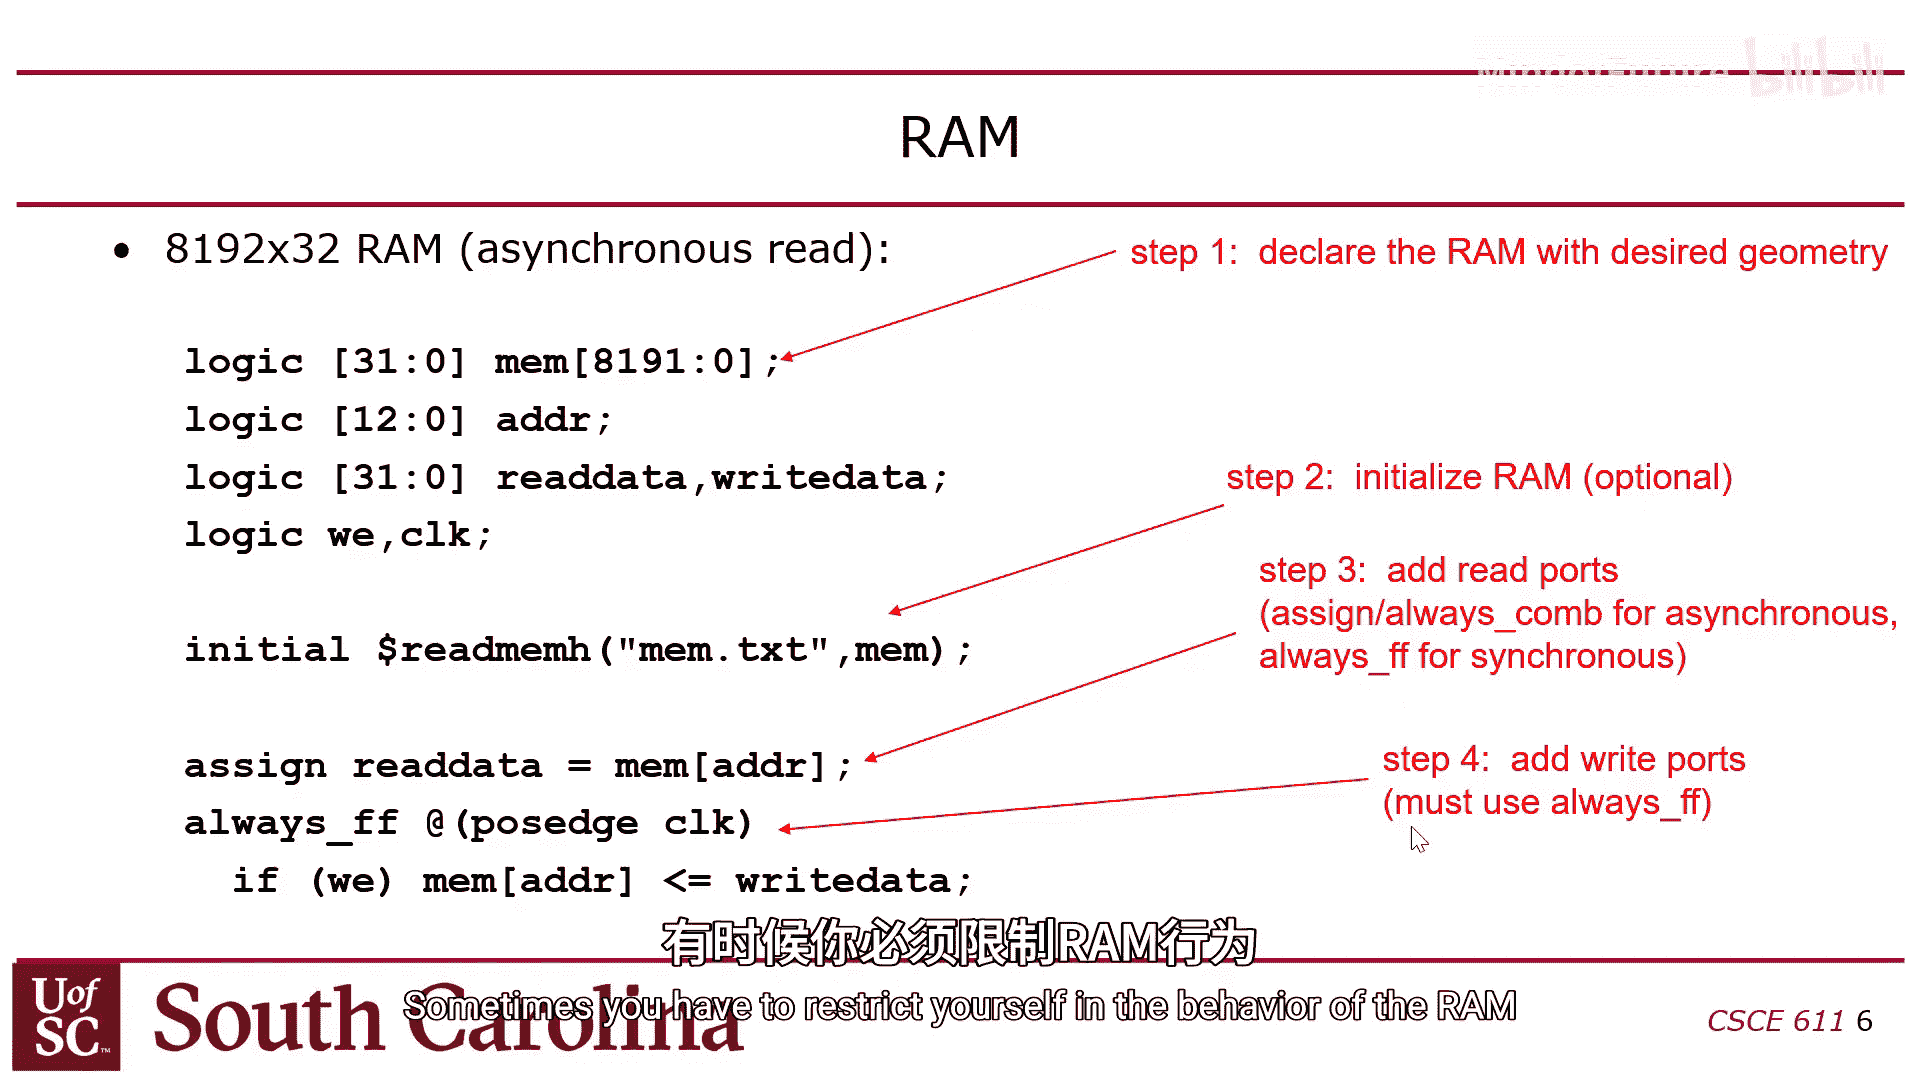 RAM
• 8192x32 RAM (asynchronous read):
step 1: declare the RAM with desired geometry
logic [31:0] mem[8191:0];
logic [12:0] addr;
logic [31:0] readdata,writedata;
step 2: initialize RAM (optional)
logic we,clk;
step 3: add read ports
(assign/always_comb for asynchronous,
always_ff for synchronous)
initial $readmemh("mem.txt",mem);
assign readdata = mem[addr];
step 4: add write ports
(must use always_ff)
always_ff @(posedge clk)
if (we) mem[addr] <= writedata;
有时候你必须限制RAM行为
Sometimes you have to restrict yourself in the behavior of the RAM
UofSC™
South Carolina
CSCE 611 6